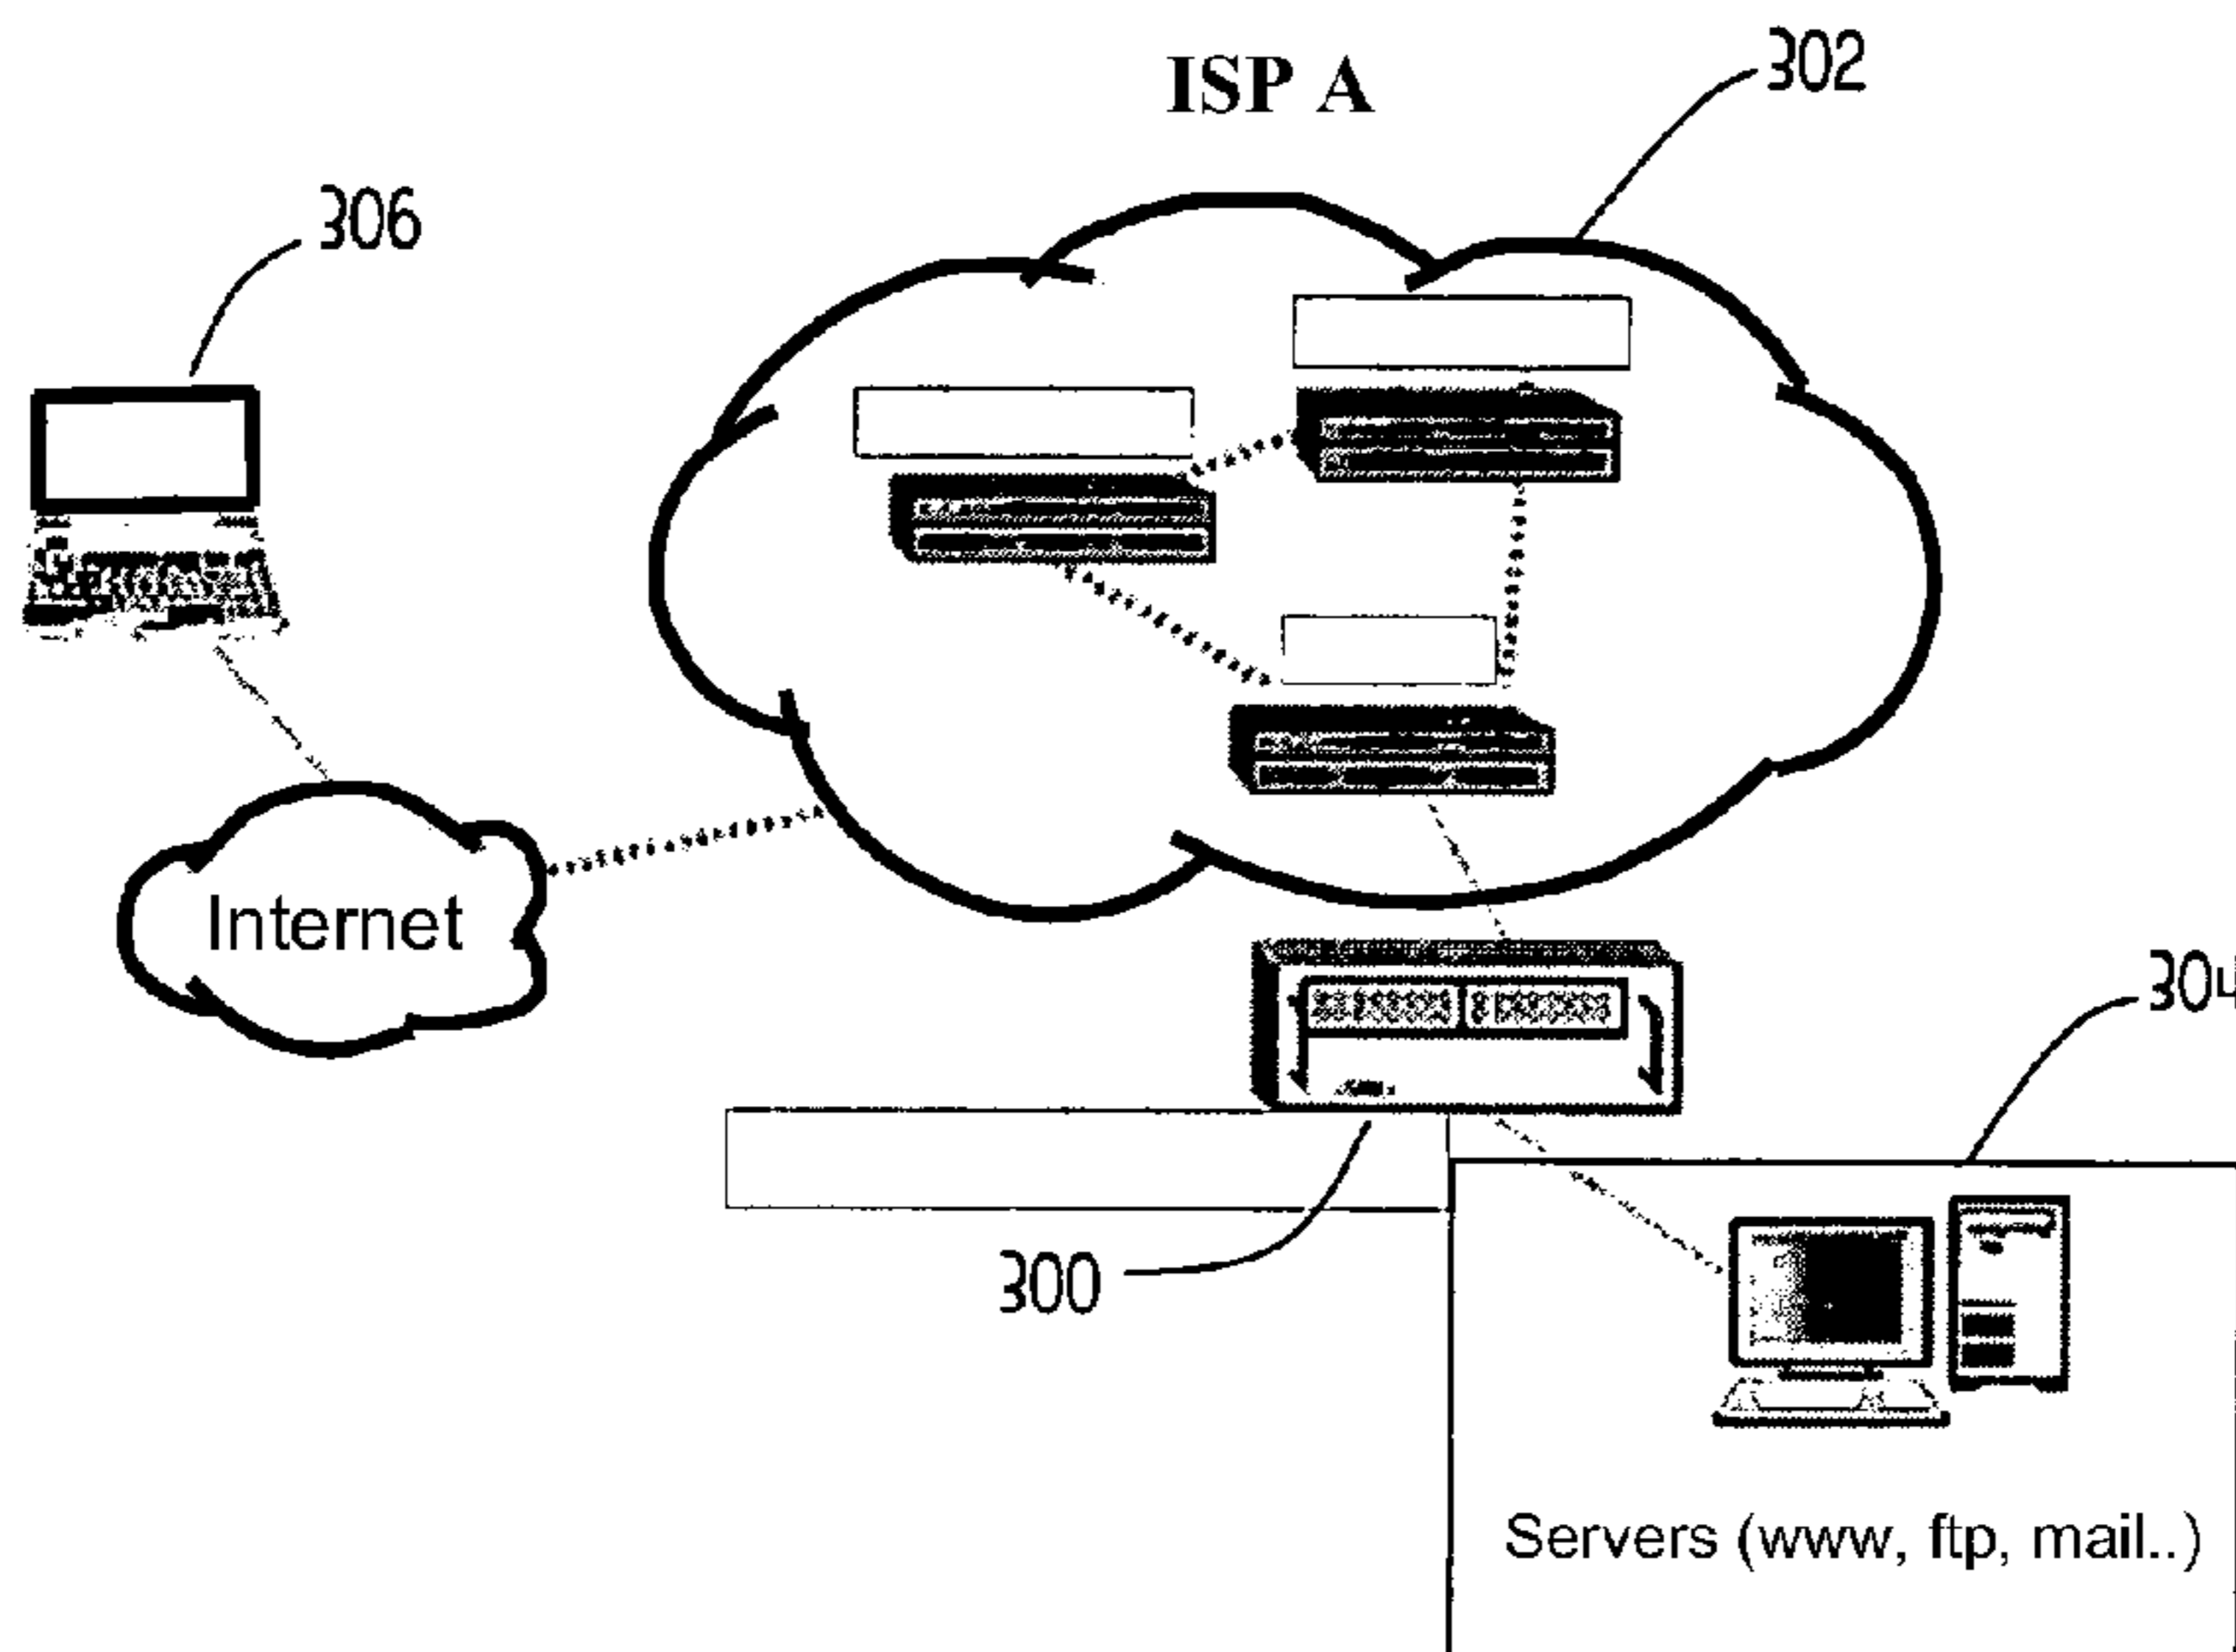 ISP A
302
306
Internet
304
300
Servers (www, ftp, mail..)